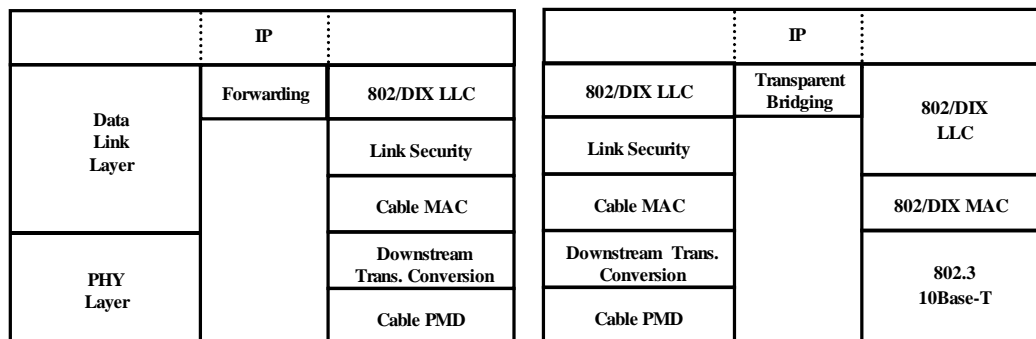 IP
Data
Link
Layer
Forwarding
802/DIX LLC
Link Security
Cable MAC
PHY
Layer
Downstream
Trans. Conversion
Cable PMD
IP
802/DIX LLC
Transparent
Bridging
802/DIX
LLC
Link Security
Cable MAC
802/DIX MAC
Downstream Trans.
Conversion
802.3
10Base-T
Cable PMD